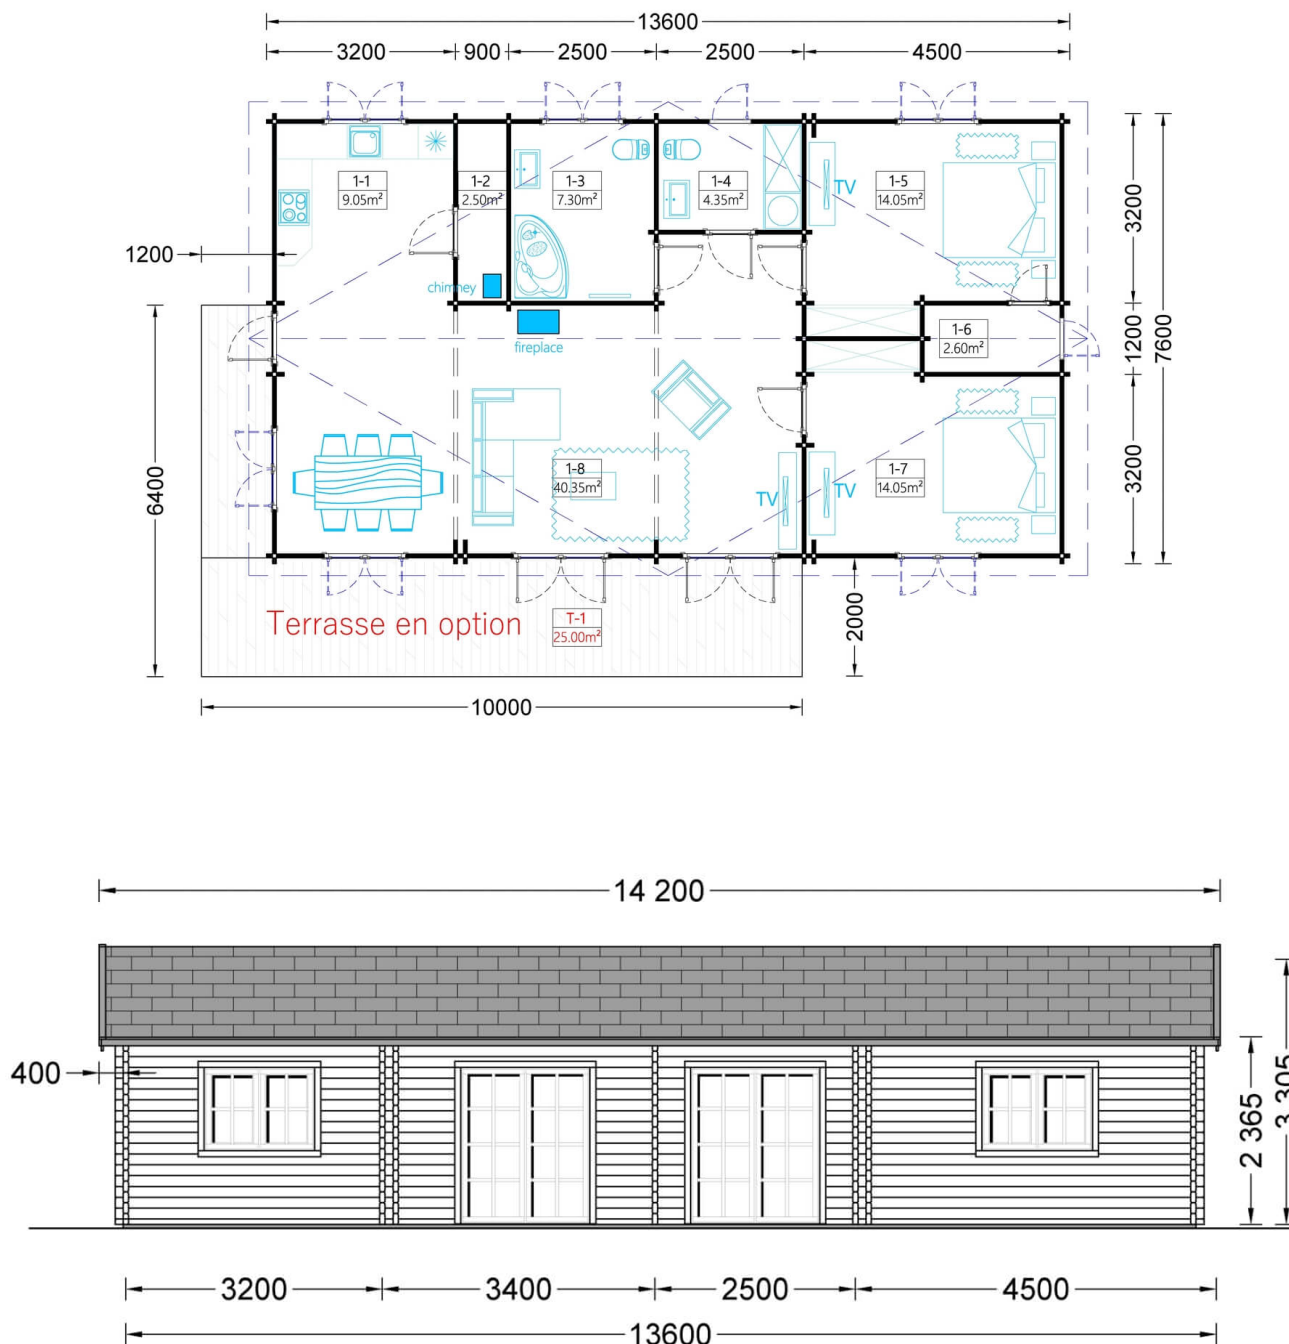 13600
3200 900 2500 2500 4500
1-1
9.05m²
1-2
2.50m²
1-3
7.30m²
1-4
4.35m²
TV
1-5
14.05m²
3200
1200
chimney
fireplace
1-6
2.60m²
1200
7600
6400
1-8
40.35m²
TV
TV
1-7
14.05m²
3200
Terrasse en option
T-1
25.00m²
2000
10000
14 200
400
2 365
3 305
3200 3400 2500 4500
13600